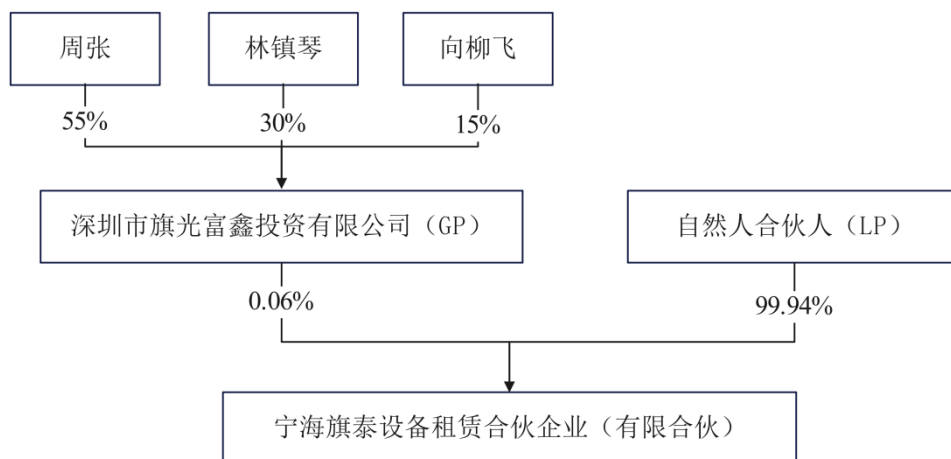 周张
林镇琴
向柳飞
55%
30%
15%
深圳市旗光富鑫投资有限公司（GP）
自然人合伙人（LP）
0.06%
99.94%
宁海旗泰设备租赁合伙企业（有限合伙）